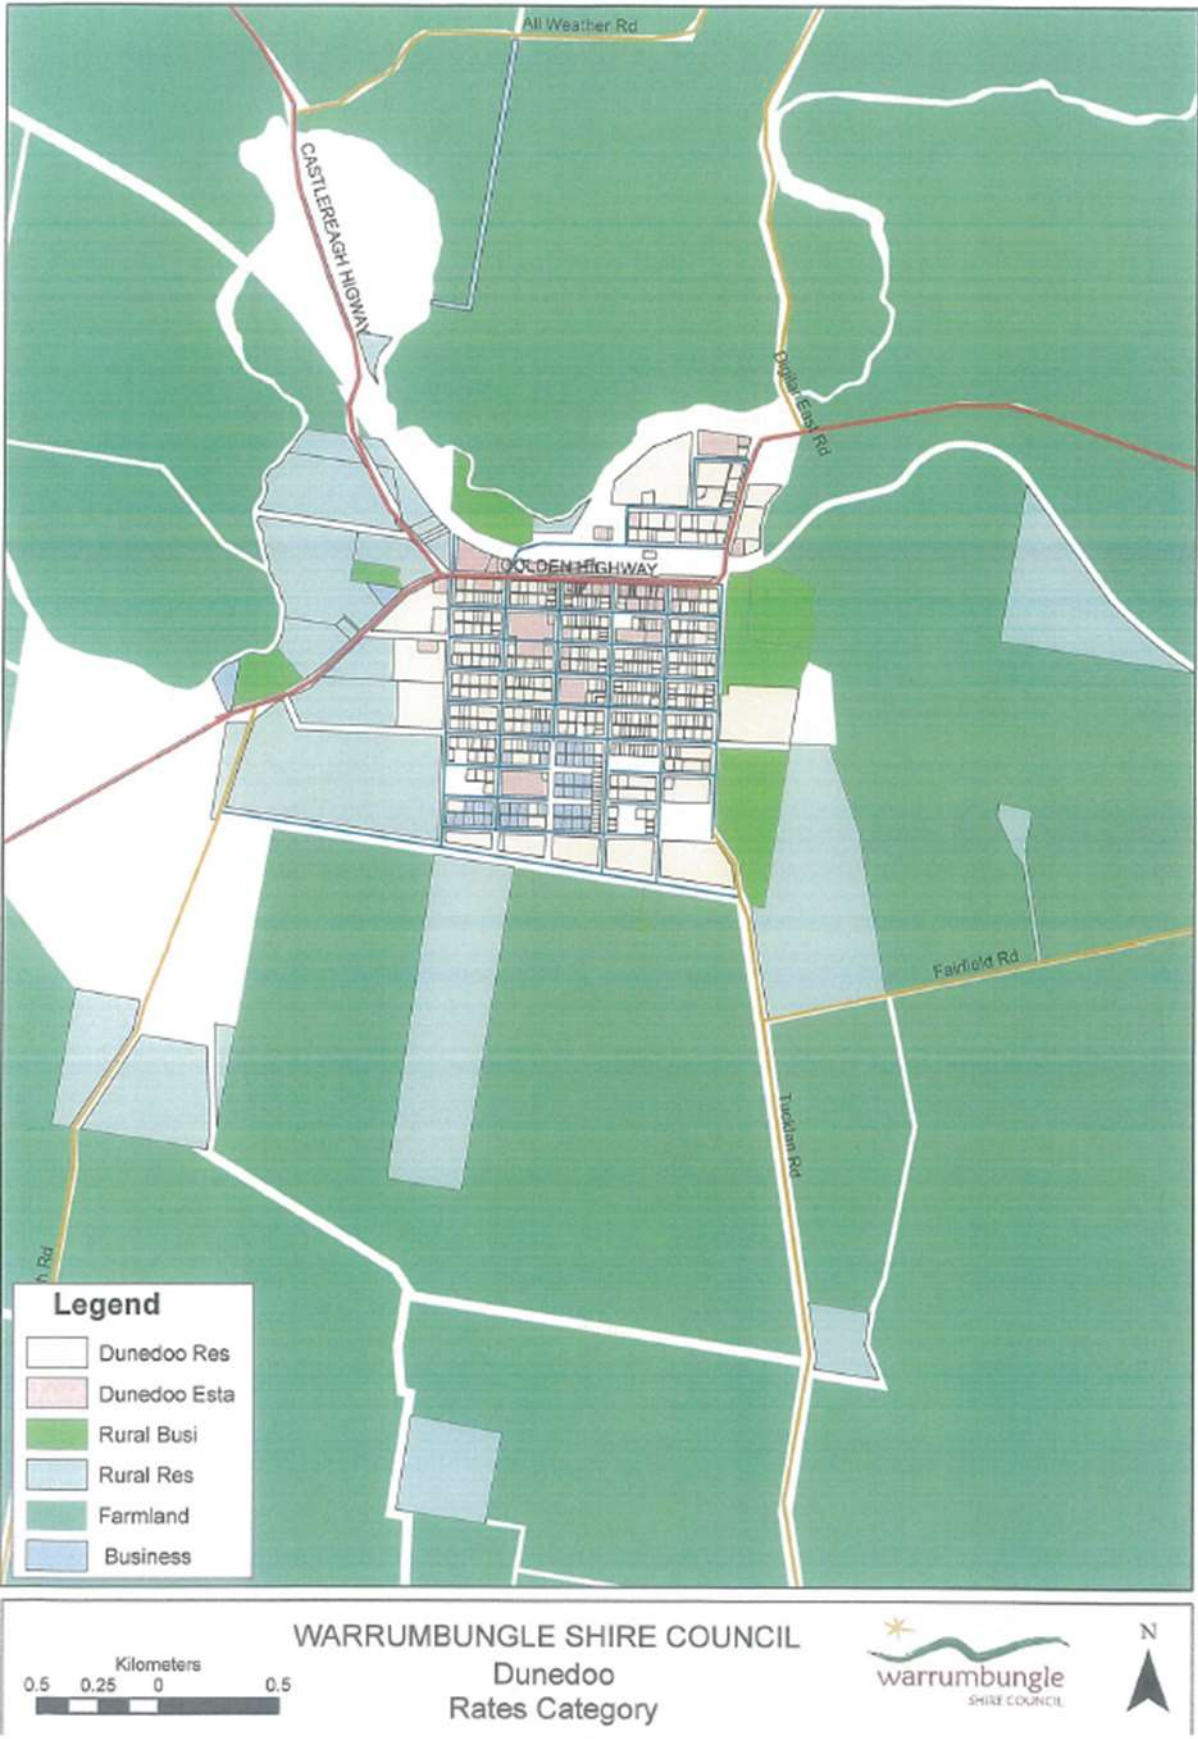 All Weather Rd
CASTLEREAGH HIGWAY
Digilar East Rd
GOLDEN HIGHWAY
Fairfield Rd
Tucklan Rd
h Rd
Legend
Dunedoo Res
Dunedoo Esta
Rural Busi
Rural Res
Farmland
Business
WARRUMBUNGLE SHIRE COUNCIL
Dunedoo
Rates Category
Kilometers
0.5 0.25 0 0.5
warrumbungle
SHIRE COUNCIL
N